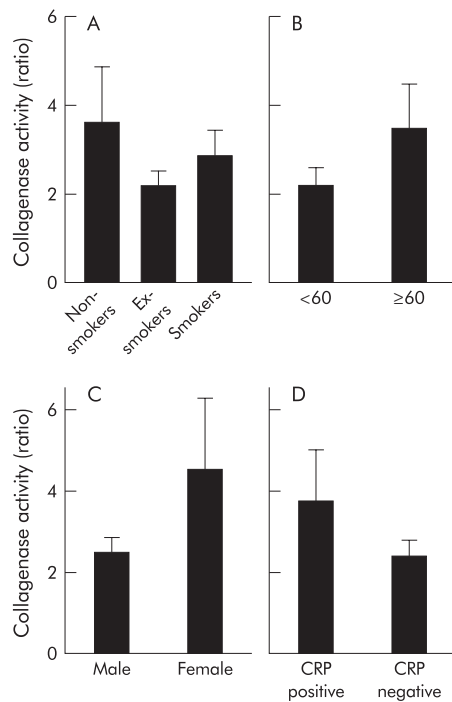 A
B
Collagenase activity (ratio)
6
4
2
0
Non-
smokers
Ex-
smokers
Smokers
<60
≥60
C
D
Collagenase activity (ratio)
6
4
2
0
Male
Female
CRP
positive
CRP
negative